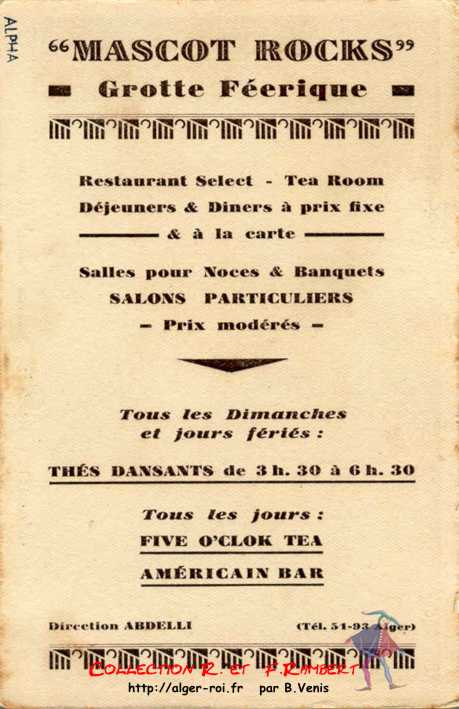 ALPHA
“MASCOT ROCKS”
Grotte Féerique
Restaurant Select - Tea Room
Déjeuners & Diners à prix fixe
& à la carte
Salles pour Noces & Banquets
SALONS PARTICULIERS
- Prix modérés -
Tous les Dimanches
et jours fériés :
THÉS DANSANTS de 3 h. 30 à 6 h. 30
Tous les jours :
FIVE O'CLOK TEA
AMÉRICAIN BAR
Direction ABDELLI (Tél. 51-93 Alger)
COLLECTION R. ET F. RAMBERT
http://alger-roi.fr par B.Venis